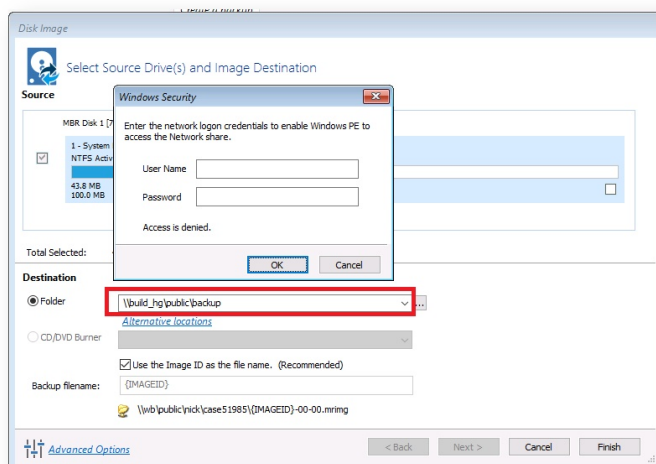 Create a backup
Disk Image
Select Source Drive(s) and Image Destination
Source
Windows Security
Enter the network logon credentials to enable Windows PE to
access the Network share.
User Name
Password
Access is denied.
OK
Cancel
MBR Disk 1 [7
1 - System
NTFS Activ
43.8 MB
100.0 MB
Total Selected:
Destination
Folder
\\build_hg\public\backup
...
Alternative locations
CD/DVD Burner
Use the Image ID as the file name. (Recommended)
Backup filename:
{IMAGEID}
\\wb\public\nick\case51985\{IMAGEID}-00-00.mrimg
Advanced Options
< Back
Next >
Cancel
Finish